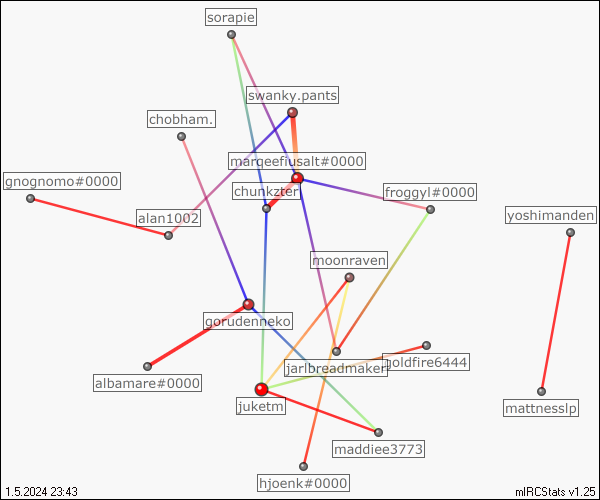 sorapie
swanky.pants
chobham.
marqeefiusalt#0000
gnognomo#0000
chunkzter
froggyl#0000
alan1002
yoshimanden
moonraven
gorudenneko
jarlbreadmaker
goldfire6444
albamare#0000
juketm
mattnesslp
maddiee3773
hjoenk#0000
1.5.2024 23:43
mIRCStats v1.25